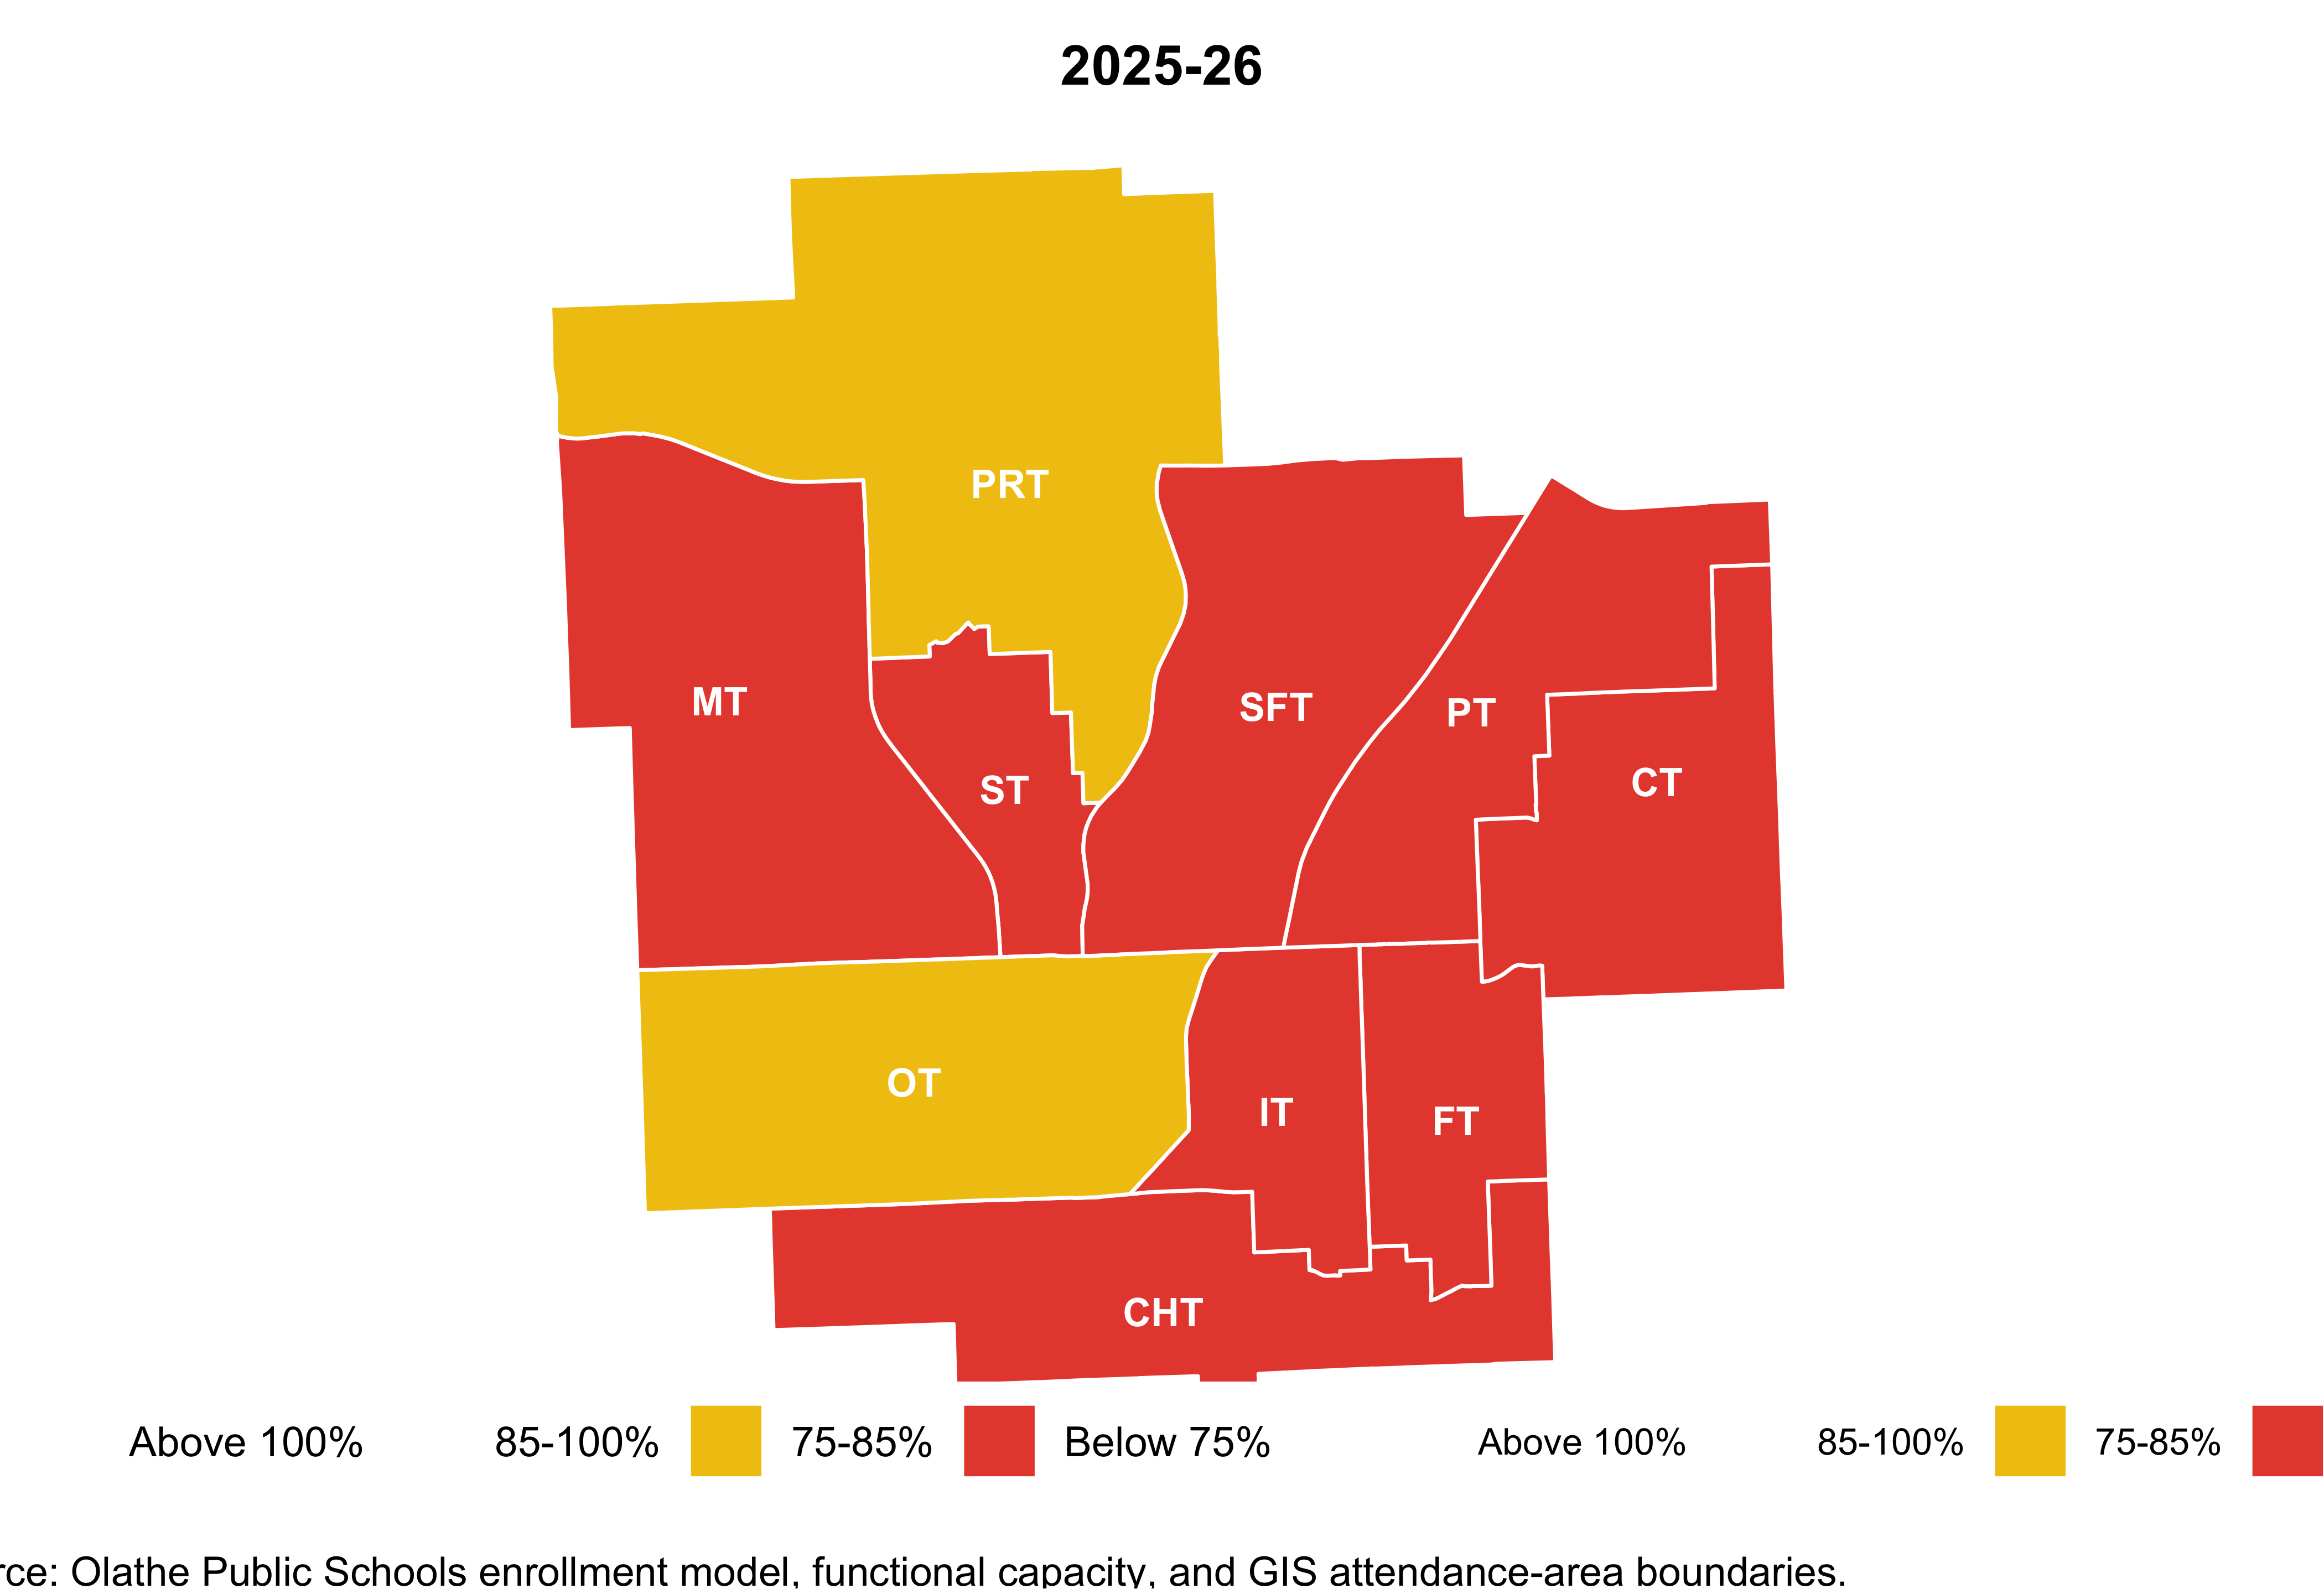 2025-26
PRT
MT
SFT
PT
CT
ST
OT
IT
FT
CHT
Above 100% 85-100% 75-85% Below 75% Above 100% 85-100% 75-85%
rce: Olathe Public Schools enrollment model, functional capacity, and GIS attendance-area boundaries.